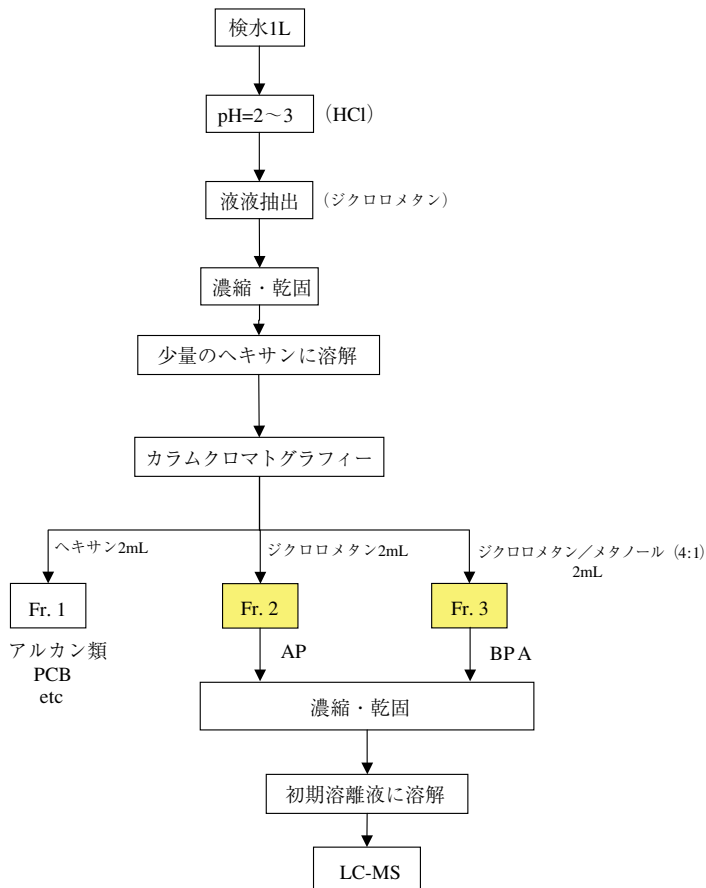 検水1L
pH=2～3 (HCl)
液液抽出 (ジクロロメタン)
濃縮・乾固
少量のヘキサンに溶解
カラムクロマトグラフィー
ヘキサン2mL
ジクロロメタン2mL
ジクロロメタン／メタノール (4:1)
2mL
Fr. 1
Fr. 2
Fr. 3
アルカン類
PCB
etc
AP
BPA
濃縮・乾固
初期溶離液に溶解
LC-MS